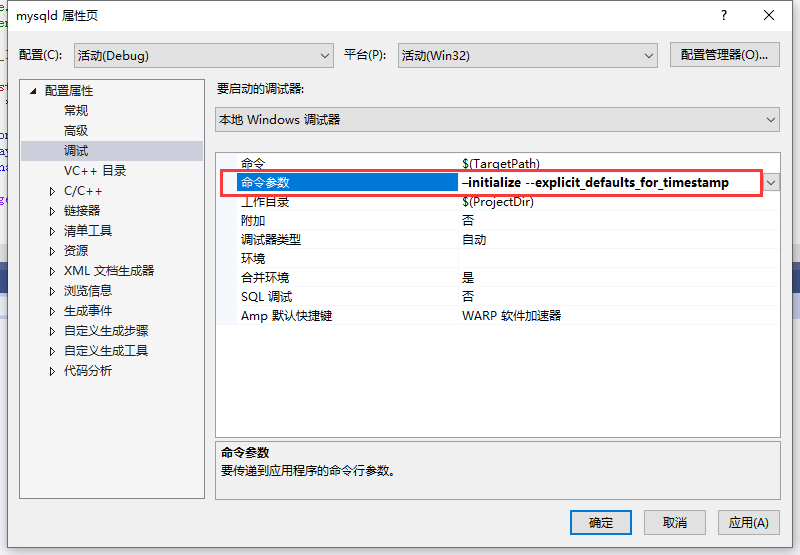 mysqld 属性页
配置(C): 活动(Debug) 平台(P): 活动(Win32) 配置管理器(O)...
配置属性
常规
高级
调试
VC++ 目录
C/C++
链接器
清单工具
资源
XML 文档生成器
浏览信息
生成事件
自定义生成步骤
自定义生成工具
代码分析
要启动的调试器:
本地 Windows 调试器
命令 $(TargetPath)
命令参数 –initialize --explicit_defaults_for_timestamp
工作目录 $(ProjectDir)
附加 否
调试器类型 自动
环境
合并环境 是
SQL 调试 否
Amp 默认快捷键 WARP 软件加速器
命令参数
要传递到应用程序的命令行参数。
确定 取消 应用(A)